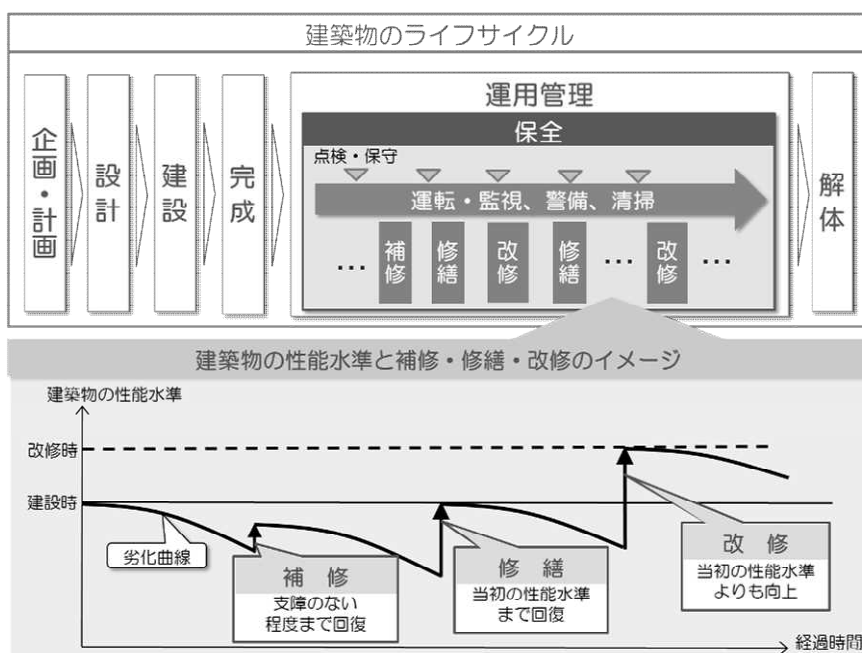 建築物のライフサイクル
企画・計画
設計
建設
完成
運用管理
保全
点検・保守
運転・監視、警備、清掃
…
補修
修繕
改修
修繕
…
改修
…
解体
建築物の性能水準と補修・修繕・改修のイメージ
建築物の性能水準
改修時
建設時
劣化曲線
補 修
支障のない
程度まで回復
修 繕
当初の性能水準
まで回復
改 修
当初の性能水準
よりも向上
経過時間